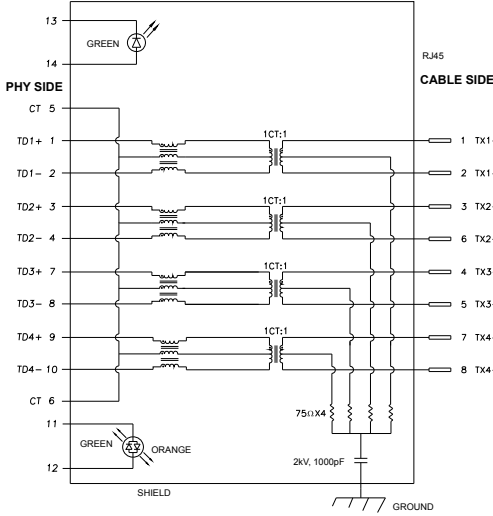 13
GREEN
14
RJ45
PHY SIDE
CABLE SIDE
CT 5
1CT:1
TD1+ 1
1 TX1
TD1- 2
2 TX1
1CT:1
TD2+ 3
3 TX2
TD2- 4
6 TX2
1CT:1
TD3+ 7
4 TX3
TD3- 8
5 TX3
1CT:1
TD4+ 9
7 TX4
TD4- 10
8 TX4
CT 6
75ΩX4
11
GREEN
ORANGE
12
2kV, 1000pF
SHIELD
GROUND